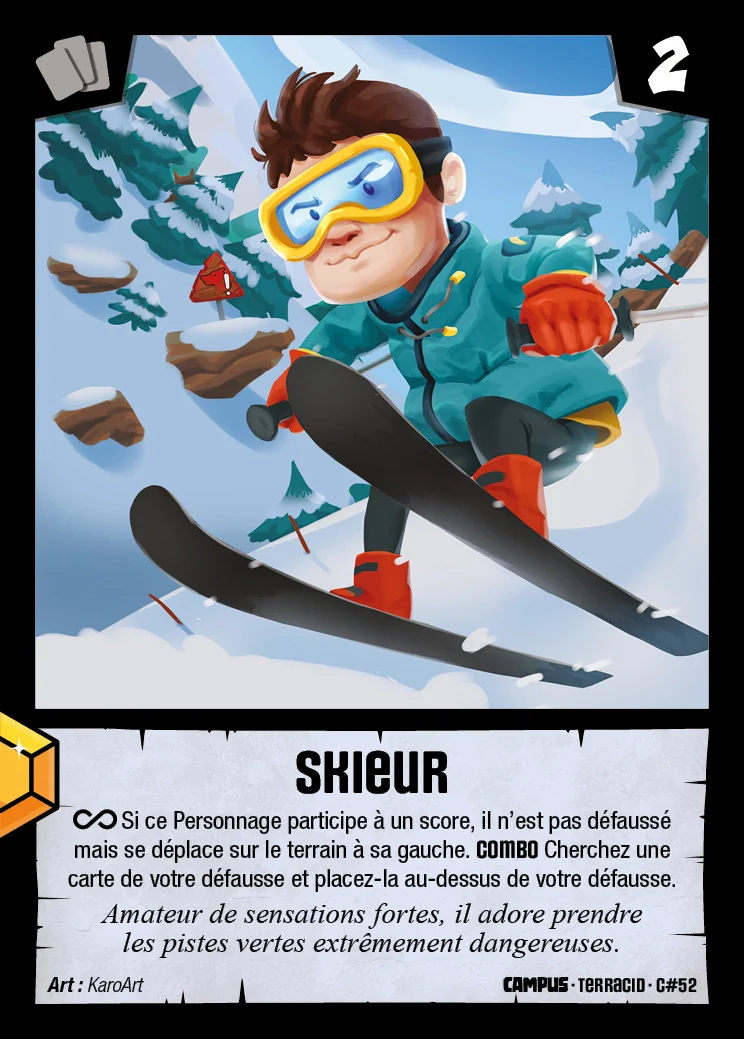 2
SKIEUR
∞ Si ce Personnage participe à un score, il n'est pas défaussé
mais se déplace sur le terrain à sa gauche. COMBO Cherchez une
carte de votre défausse et placez-la au-dessus de votre défausse.
Amateur de sensations fortes, il adore prendre
les pistes vertes extrêmement dangereuses.
Art : KaroArt
CAMPUS · TERRACID · C#52